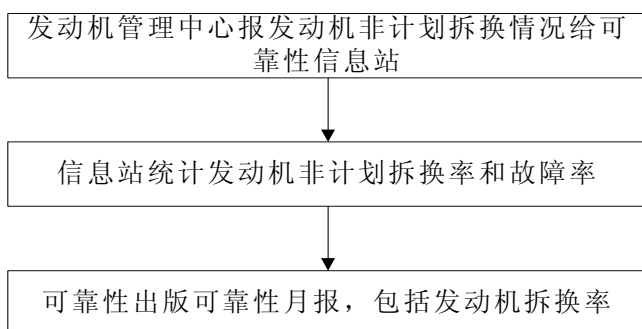 发动机管理中心报发动机非计划拆换情况给可
靠性信息站
信息站统计发动机非计划拆换率和故障率
可靠性出版可靠性月报，包括发动机拆换率